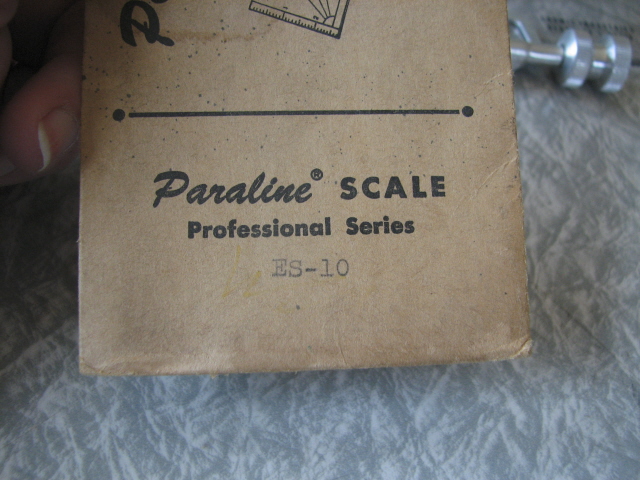 Paraline® SCALE
Professional Series
ES-10